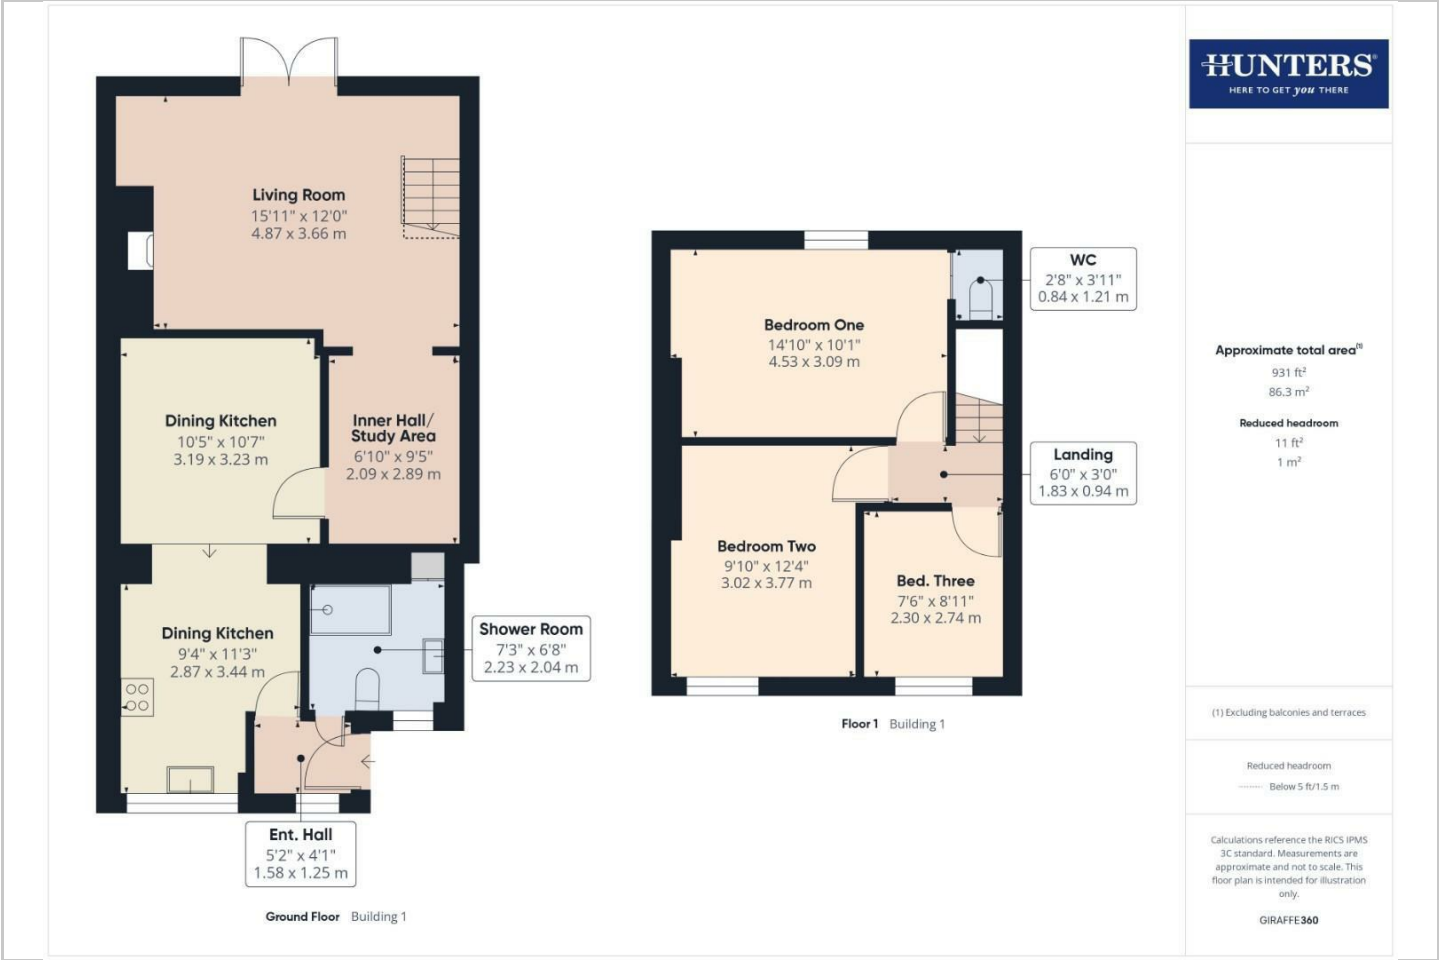 Living Room
15'11" x 12'0"
4.87 x 3.66 m
Dining Kitchen
10'5" x 10'7"
3.19 x 3.23 m
Inner Hall/
Study Area
6'10" x 9'5"
2.09 x 2.89 m
Dining Kitchen
9'4" x 11'3"
2.87 x 3.44 m
Shower Room
7'3" x 6'8"
2.23 x 2.04 m
Ent. Hall
5'2" x 4'1"
1.58 x 1.25 m
Ground Floor Building 1
WC
2'8" x 3'11"
0.84 x 1.21 m
Bedroom One
14'10" x 10'1"
4.53 x 3.09 m
Landing
6'0" x 3'0"
1.83 x 0.94 m
Bedroom Two
9'10" x 12'4"
3.02 x 3.77 m
Bed. Three
7'6" x 8'11"
2.30 x 2.74 m
Floor 1 Building 1
HUNTERS®
HERE TO GET you THERE
Approximate total area⁽¹⁾
931 ft²
86.3 m²
Reduced headroom
11 ft²
1 m²
(1) Excluding balconies and terraces
Reduced headroom
Below 5 ft/1.5 m
Calculations reference the RICS IPMS
3C standard. Measurements are
approximate and not to scale. This
floor plan is intended for illustration
only.
GIRAFFE360